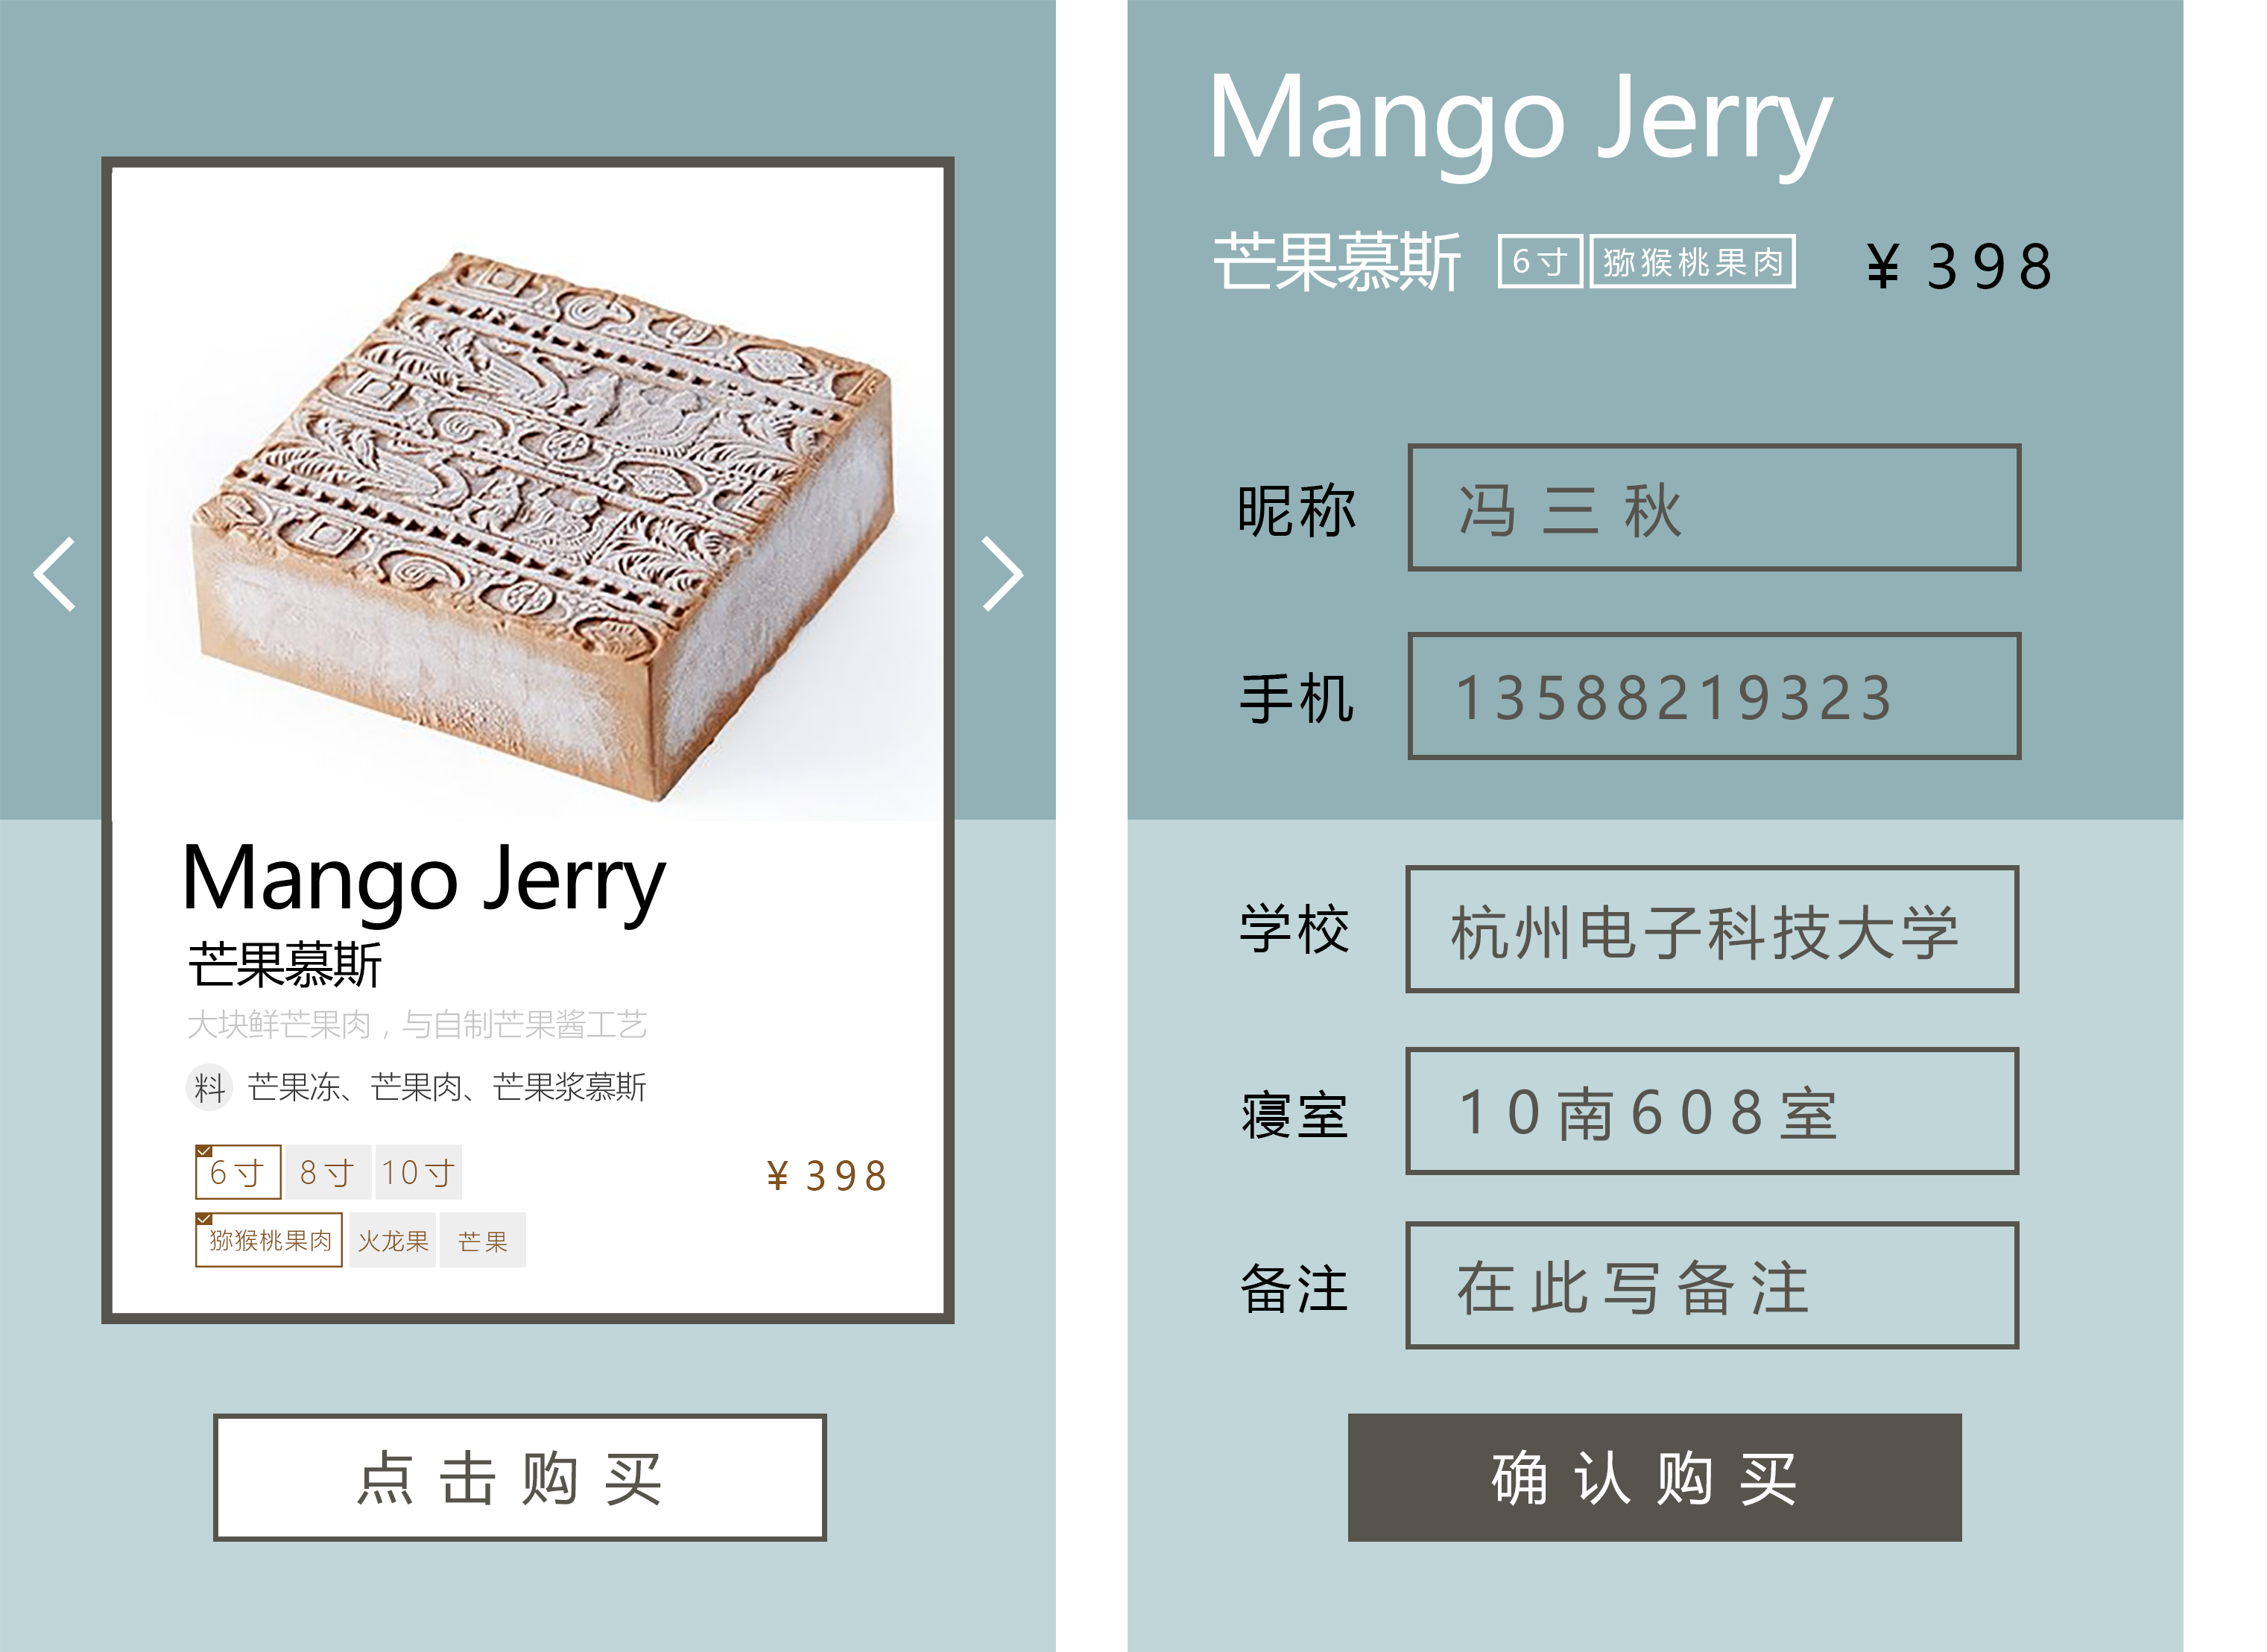 Mango Jerry
芒果慕斯
大块鲜芒果肉，与自制芒果酱工艺
料 芒果冻、芒果肉、芒果浆慕斯
6寸 8寸 10寸 ¥ 398
猕猴桃果肉 火龙果 芒果
点击购买
Mango Jerry
芒果慕斯 6寸 猕猴桃果肉 ¥ 398
昵称 冯三秋
手机 13588219323
学校 杭州电子科技大学
寝室 10南608室
备注 在此写备注
确认购买